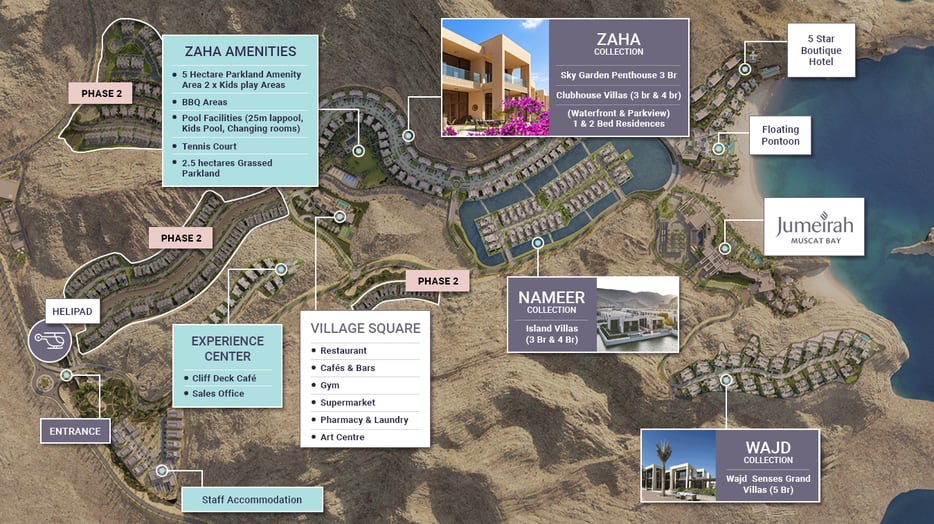 PHASE 2
ZAHA AMENITIES
5 Hectare Parkland Amenity
Area 2 x Kids play Areas
BBQ Areas
Pool Facilities (25m lappool,
Kids Pool, Changing rooms)
Tennis Court
2.5 hectares Grassed
Parkland
ZAHA
COLLECTION
Sky Garden Penthouse 3 Br
Clubhouse Villas (3 br & 4 br)
(Waterfront & Parkview)
1 & 2 Bed Residences
5 Star
Boutique
Hotel
Floating
Pontoon
Jumeirah
MUSCAT BAY
PHASE 2
PHASE 2
HELIPAD
EXPERIENCE
CENTER
Cliff Deck Café
Sales Office
VILLAGE SQUARE
Restaurant
Cafés & Bars
Gym
Supermarket
Pharmacy & Laundry
Art Centre
NAMEER
COLLECTION
Island Villas
(3 Br & 4 Br)
ENTRANCE
WAJD
COLLECTION
Wajd Senses Grand
Villas (5 Br)
Staff Accommodation